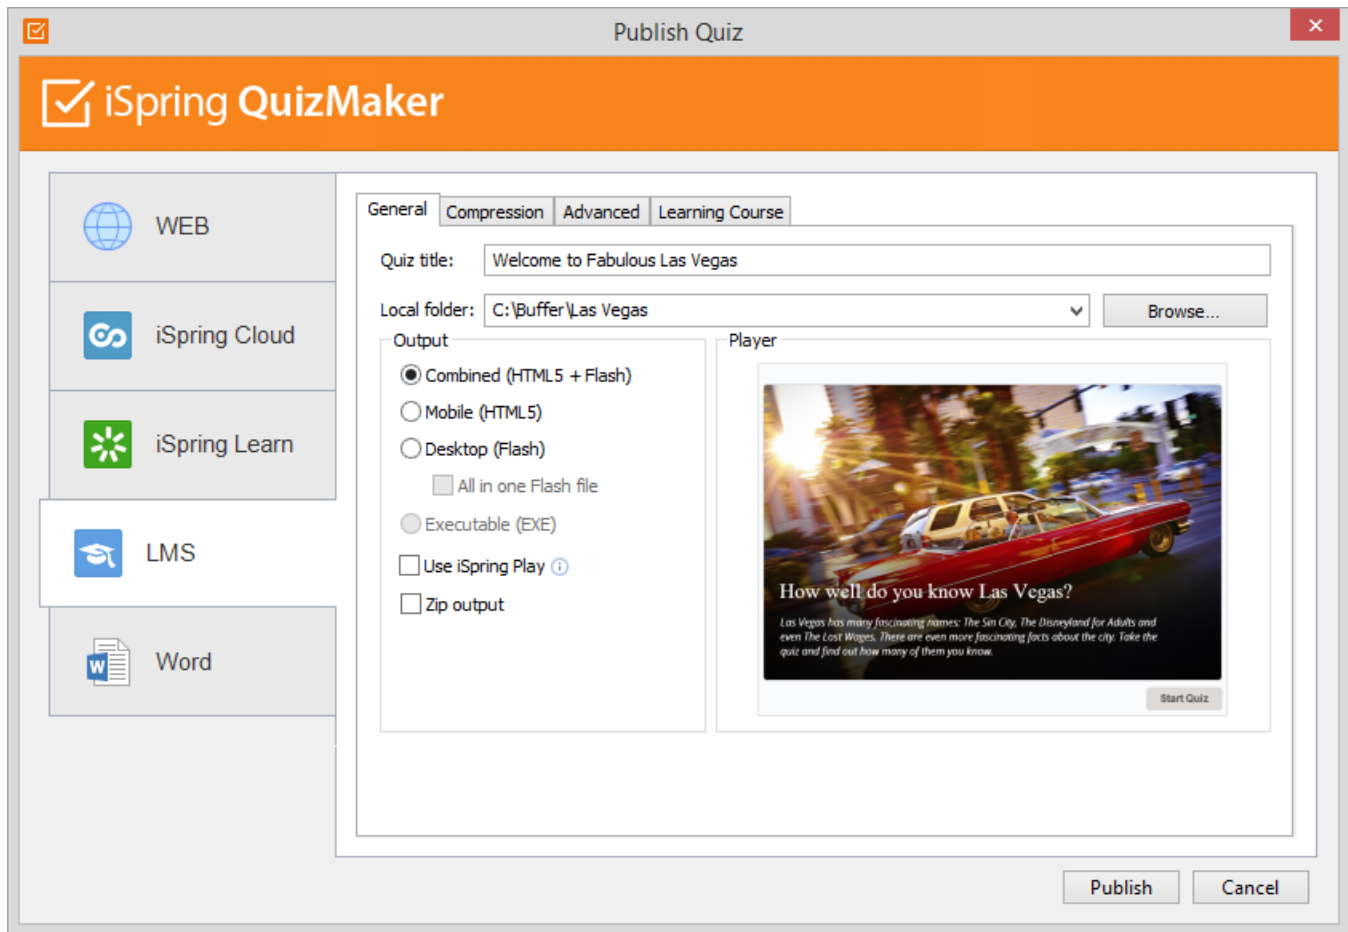 Publish Quiz
iSpring QuizMaker
WEB
iSpring Cloud
iSpring Learn
LMS
Word
General Compression Advanced Learning Course
Quiz title: Welcome to Fabulous Las Vegas
Local folder: C:\Buffer\Las Vegas Browse...
Output
Combined (HTML5 + Flash)
Mobile (HTML5)
Desktop (Flash)
All in one Flash file
Executable (EXE)
Use iSpring Play
Zip output
Player
How well do you know Las Vegas?
Las Vegas has many fascinating names: The Sin City, The Disneyland for Adults and
even The Lost Wages. There are even more fascinating facts about the city. Take the
quiz and find out how many of them you know.
Start Quiz
Publish Cancel